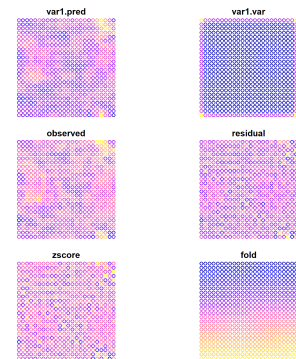 var1.pred var1.var
observed residual
zscore fold